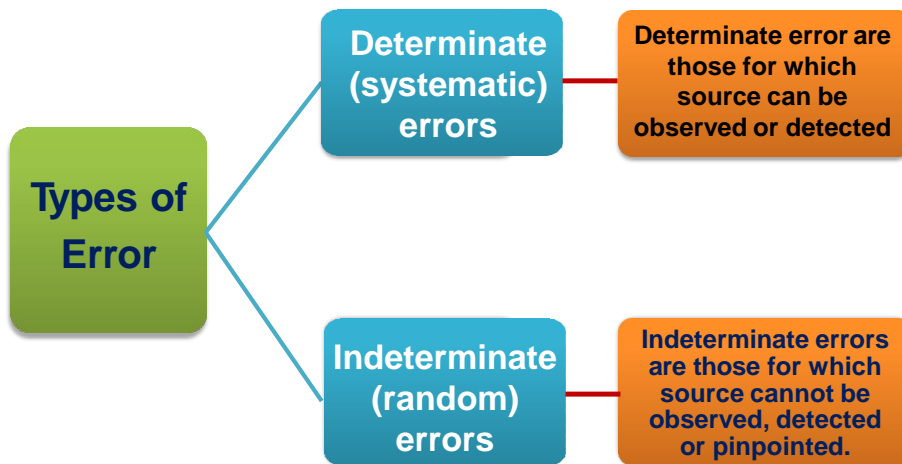 Types of
Error
Determinate
(systematic)
errors
Determinate error are
those for which
source can be
observed or detected
Indeterminate
(random)
errors
Indeterminate errors
are those for which
source cannot be
observed, detected
or pinpointed.